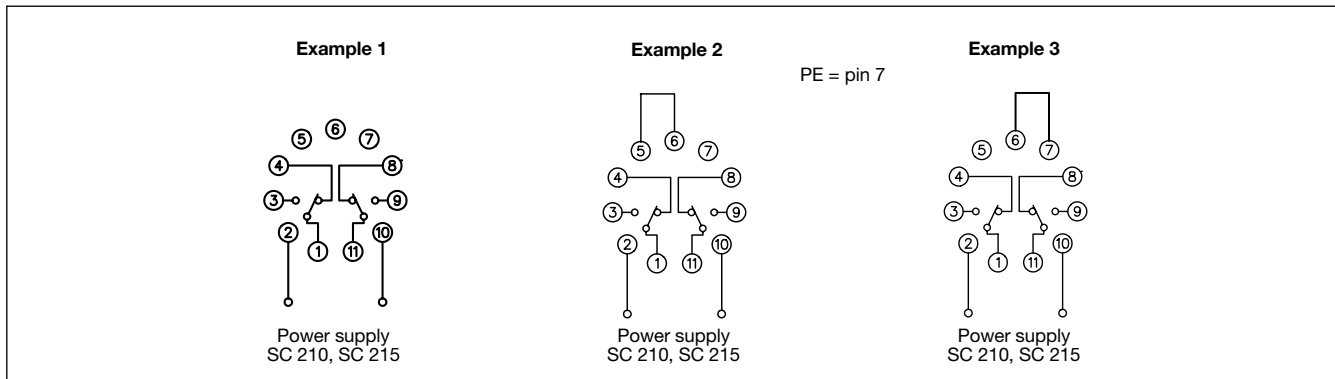 Example 1
Example 2
Example 3
PE = pin 7
5 6 7
4 8
3 9
2 10
1 11
Power supply
SC 210, SC 215
5 6 7
4 8
3 9
2 10
1 11
Power supply
SC 210, SC 215
5 6 7
4 8
3 9
2 10
1 11
Power supply
SC 210, SC 215